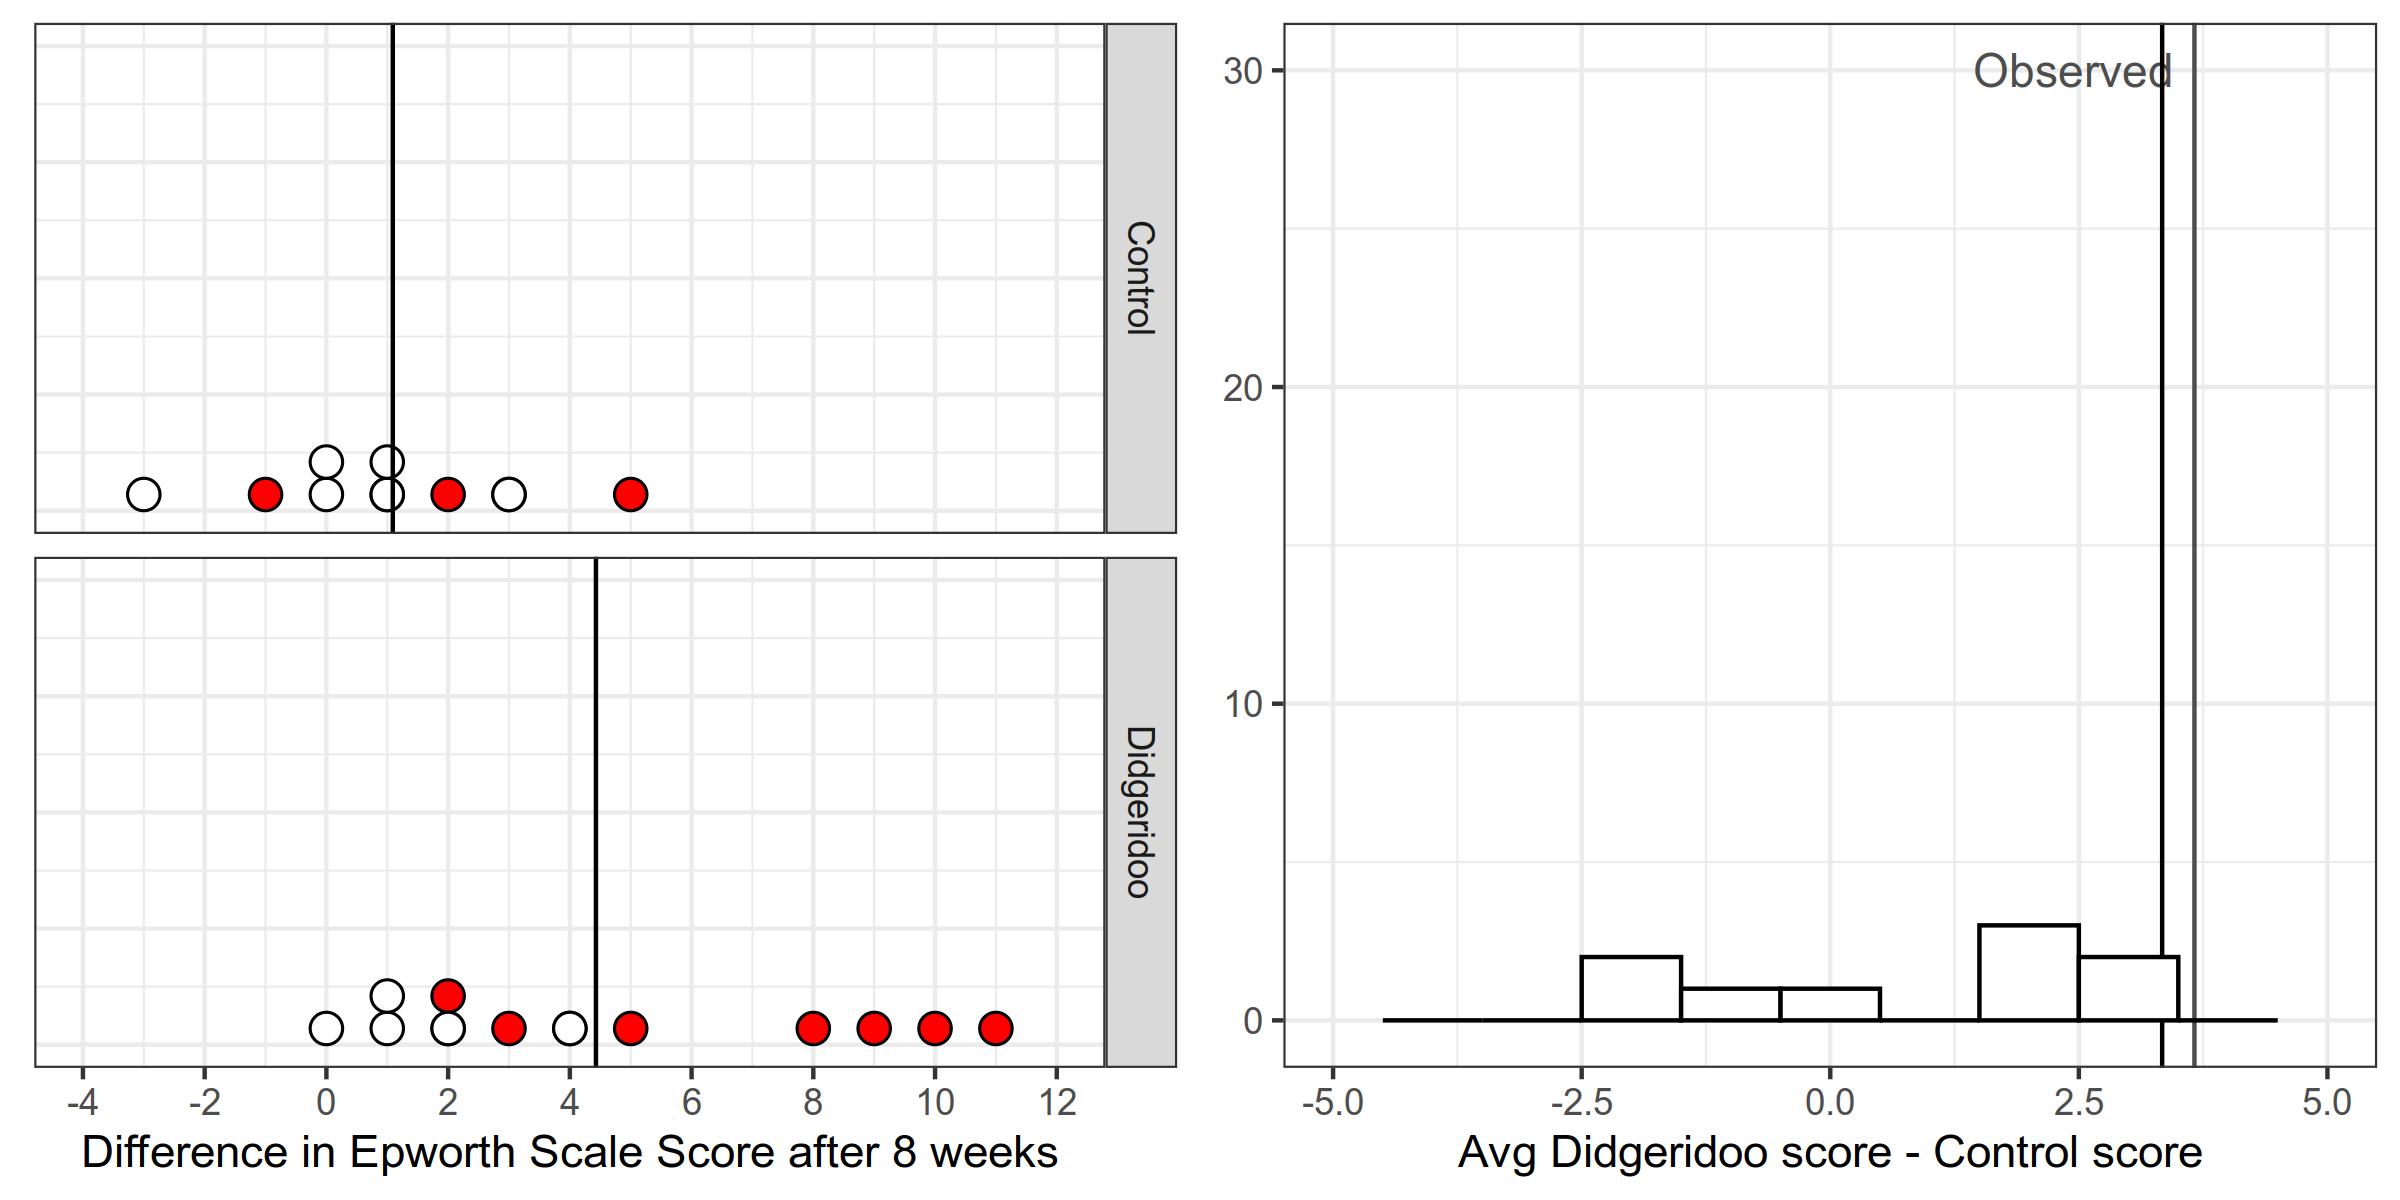 Control
Didgeridoo
-4 -2 0 2 4 6 8 10 12
Difference in Epworth Scale Score after 8 weeks
Observed
30
20
10
0
-5.0 -2.5 0.0 2.5 5.0
Avg Didgeridoo score - Control score